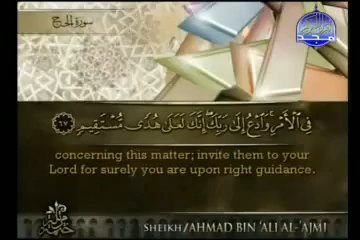 سورة الحج
فِي الْأَمْرِ ۚ وَادْعُ إِلَىٰ رَبِّكَ ۖ إِنَّكَ لَعَلَىٰ هُدًى مُّسْتَقِيمٍ ﴿٦٧﴾
concerning this matter; invite them to your
Lord for surely you are upon right guidance.
SHEIKH/AHMAD BIN 'ALI AL-'AJMI